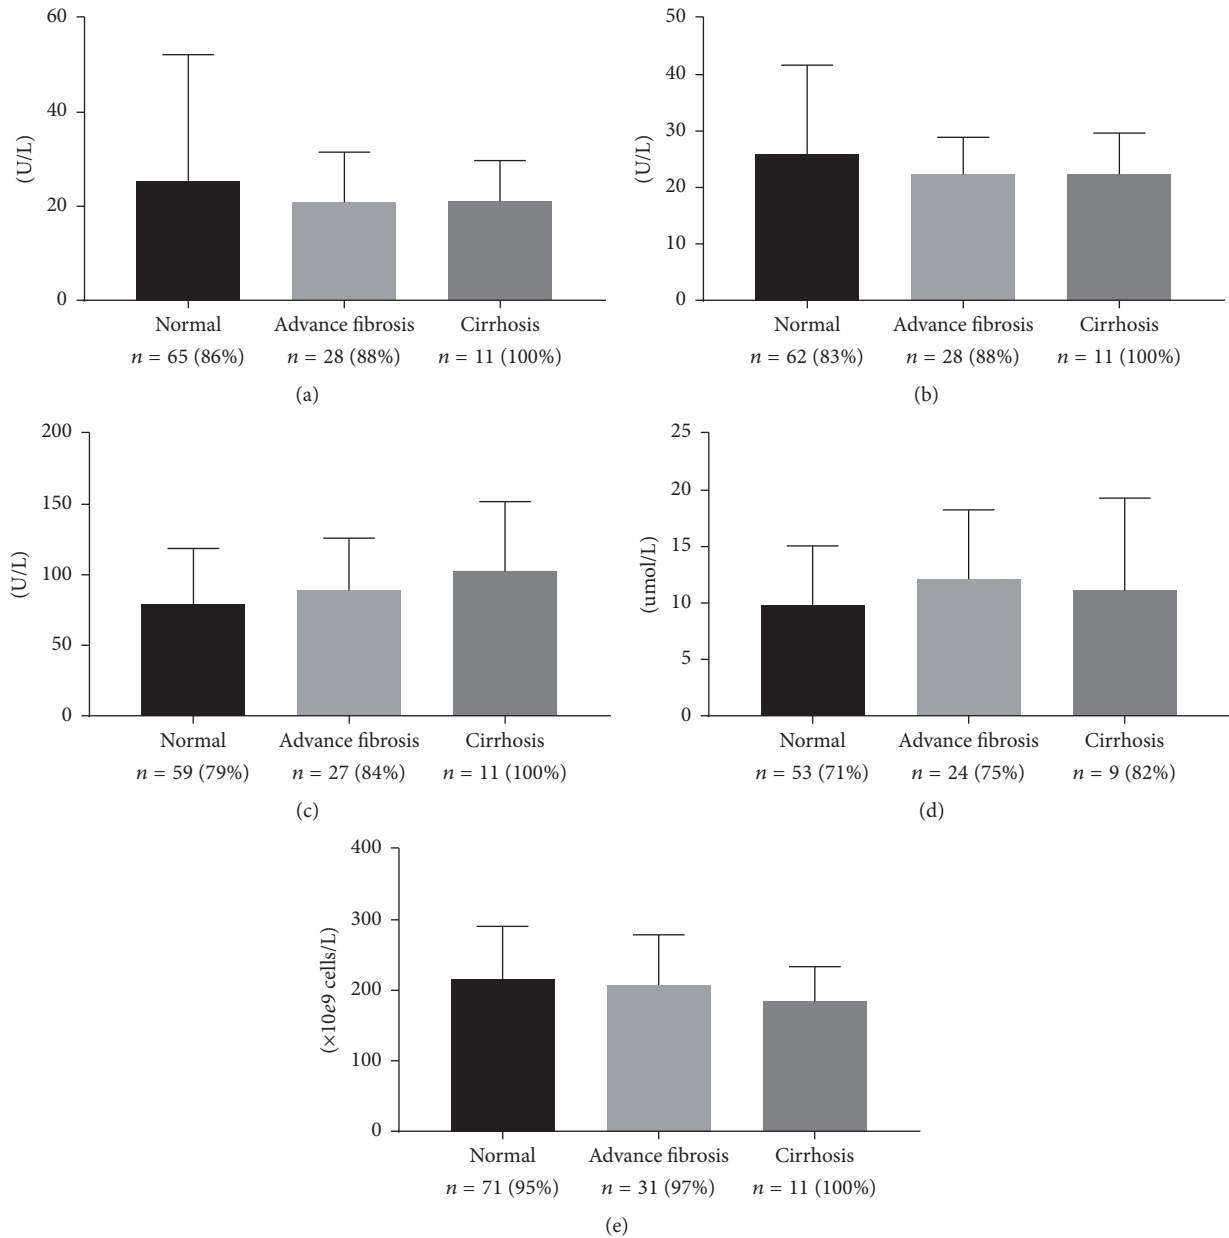 60
40
20
0
(U/L)
Normal Advance fibrosis Cirrhosis
n = 65 (86%) n = 28 (88%) n = 11 (100%)
(a)
50
40
30
20
10
0
(U/L)
Normal Advance fibrosis Cirrhosis
n = 62 (83%) n = 28 (88%) n = 11 (100%)
(b)
200
150
100
50
0
(U/L)
Normal Advance fibrosis Cirrhosis
n = 59 (79%) n = 27 (84%) n = 11 (100%)
(c)
25
20
15
10
5
0
(umol/L)
Normal Advance fibrosis Cirrhosis
n = 53 (71%) n = 24 (75%) n = 9 (82%)
(d)
400
300
200
100
0
(×10e9 cells/L)
Normal Advance fibrosis Cirrhosis
n = 71 (95%) n = 31 (97%) n = 11 (100%)
(e)